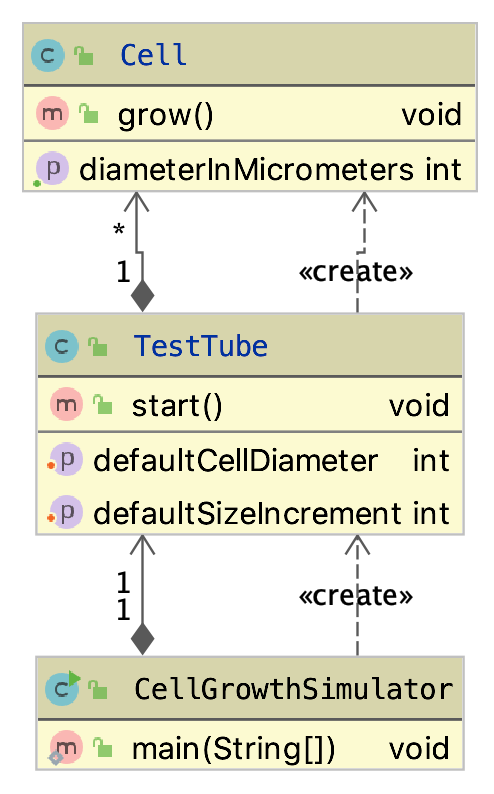 c Cell
m grow() void
p diameterInMicrometers int
*
1 «create»
c TestTube
m start() void
p defaultCellDiameter int
p defaultSizeIncrement int
1
1 «create»
c CellGrowthSimulator
m main(String[]) void